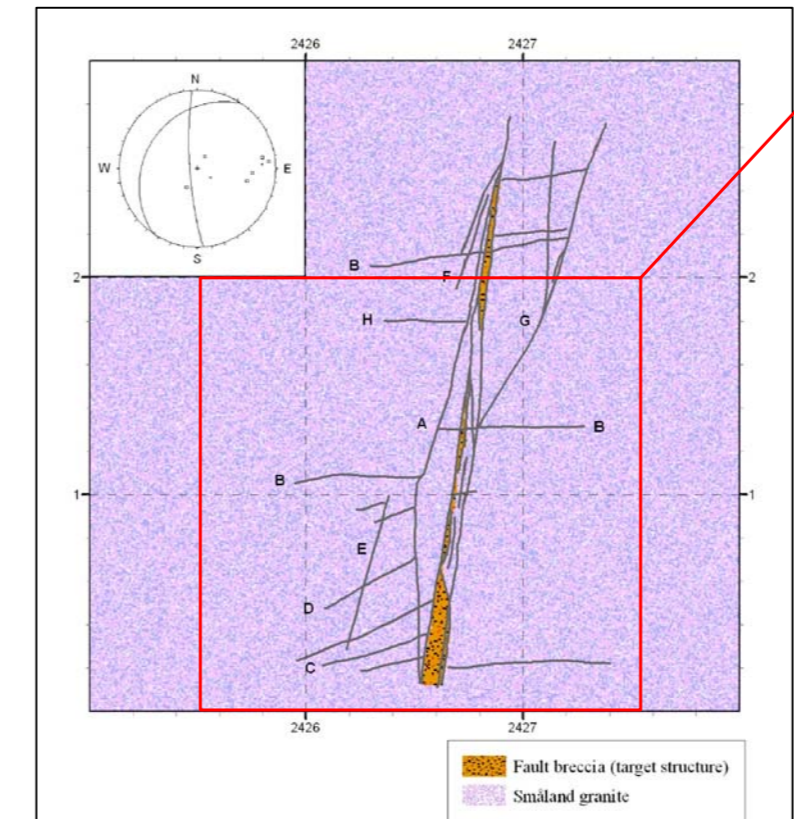 2426 2427
N
W E
S
B
F
2 2
H G
A B
B
1 1
E
D
C
2426 2427
Fault breccia (target structure)
Småland granite